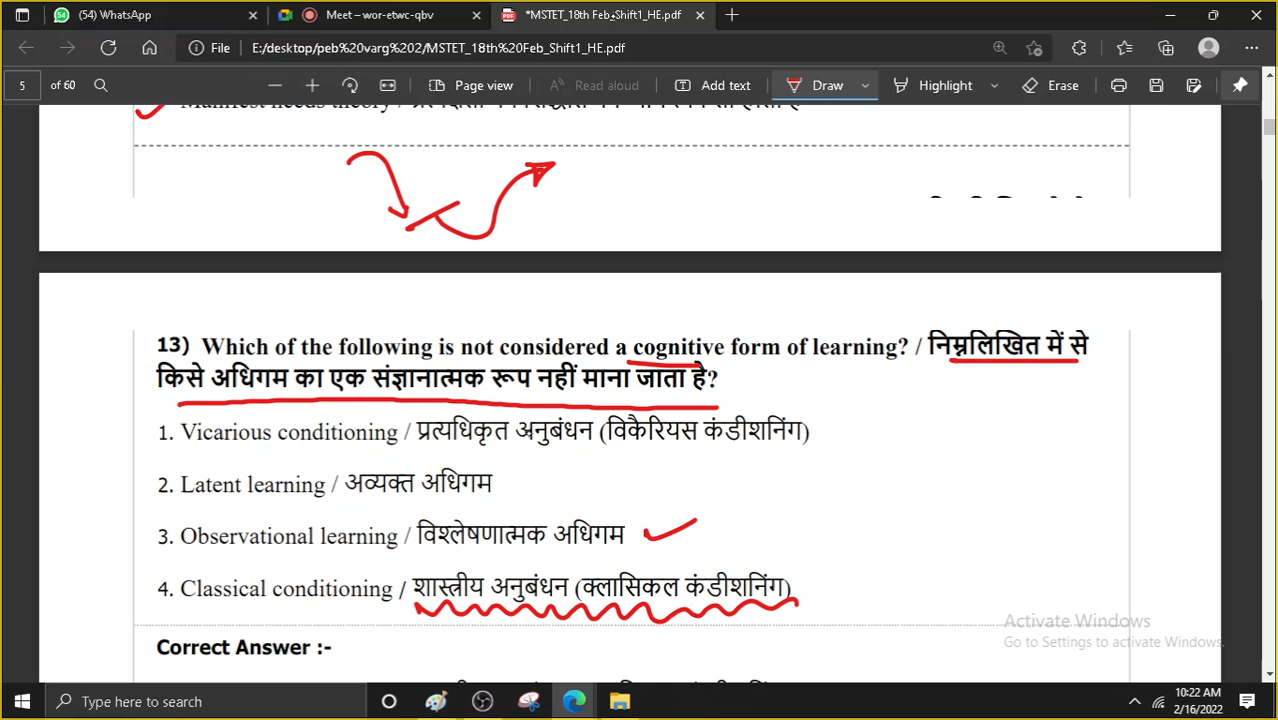 (54) WhatsApp
Meet – wor-etwc-qbv
*MSTET_18th Feb_Shift1_HE.pdf
File
E:/desktop/peb%20varg%202/MSTET_18th%20Feb_Shift1_HE.pdf
5 of 60
Page view
Read aloud
Add text
Draw
Highlight
Erase
Manifest needs theory /
13) Which of the following is not considered a cognitive form of learning? / निम्नलिखित में से
किसे अधिगम का एक संज्ञानात्मक रूप नहीं माना जाता है?
1. Vicarious conditioning / प्रत्यधिकृत अनुबंधन (विकैरियस कंडीशनिंग)
2. Latent learning / अव्यक्त अधिगम
3. Observational learning / विश्लेषणात्मक अधिगम
4. Classical conditioning / शास्त्रीय अनुबंधन (क्लासिकल कंडीशनिंग)
Activate Windows
Go to Settings to activate Windows.
Correct Answer :-
Type here to search
10:22 AM
2/16/2022